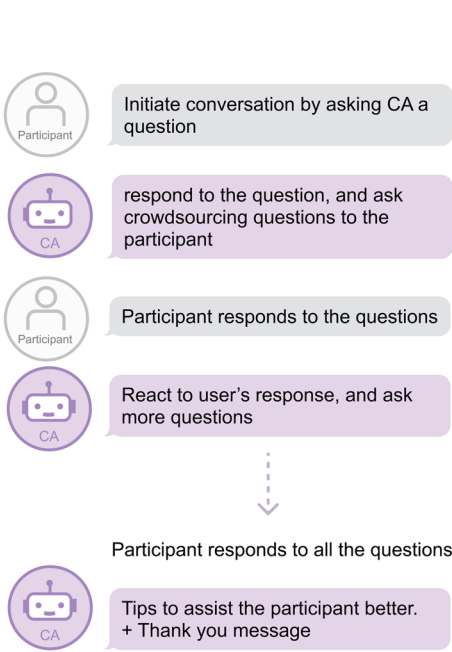 Participant
Initiate conversation by asking CA a
question
CA
respond to the question, and ask
crowdsourcing questions to the
participant
Participant
Participant responds to the questions
CA
React to user's response, and ask
more questions
Participant responds to all the questions
CA
Tips to assist the participant better.
+ Thank you message